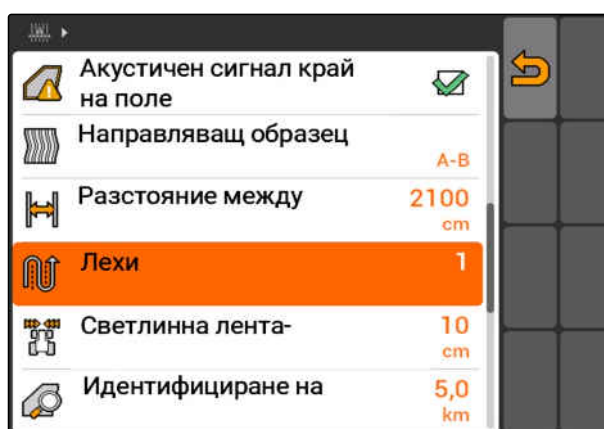 Акустичен сигнал край
на поле
Направляващ образец
A-B
Разстояние между
2100
cm
Лехи
1
Светлинна лента-
10
cm
Идентифициране на
5,0
km